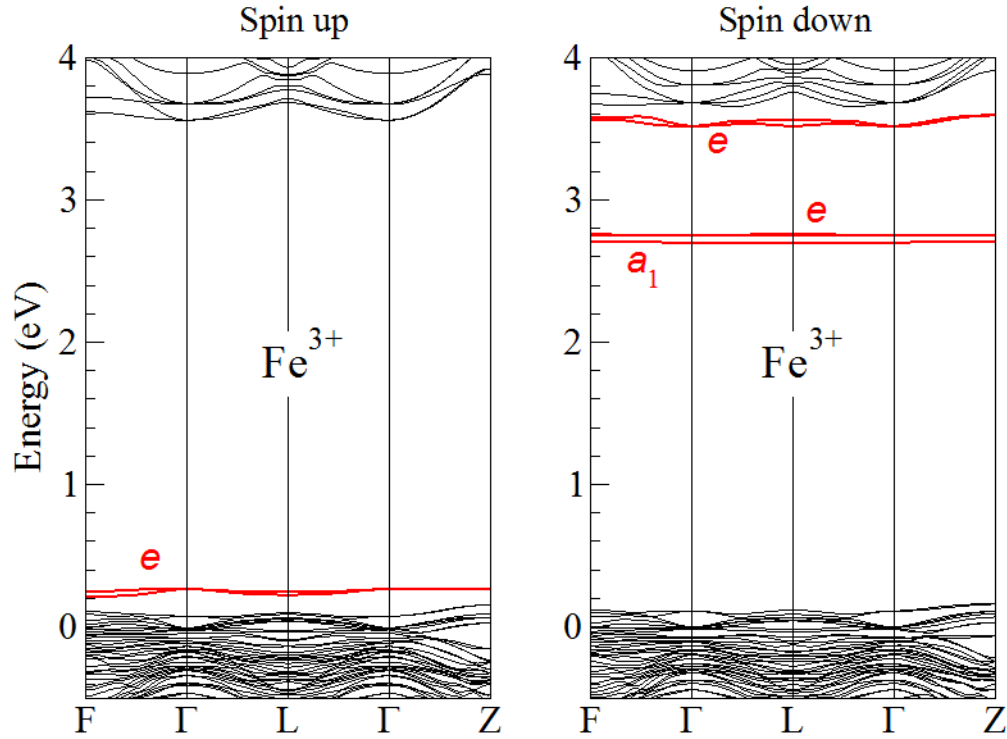 Spin up
Spin down
Energy (eV)
4
3
2
1
0
e
Fe³⁺
F Γ L Γ Z
4
3
2
1
0
e
e
a₁
Fe³⁺
F Γ L Γ Z